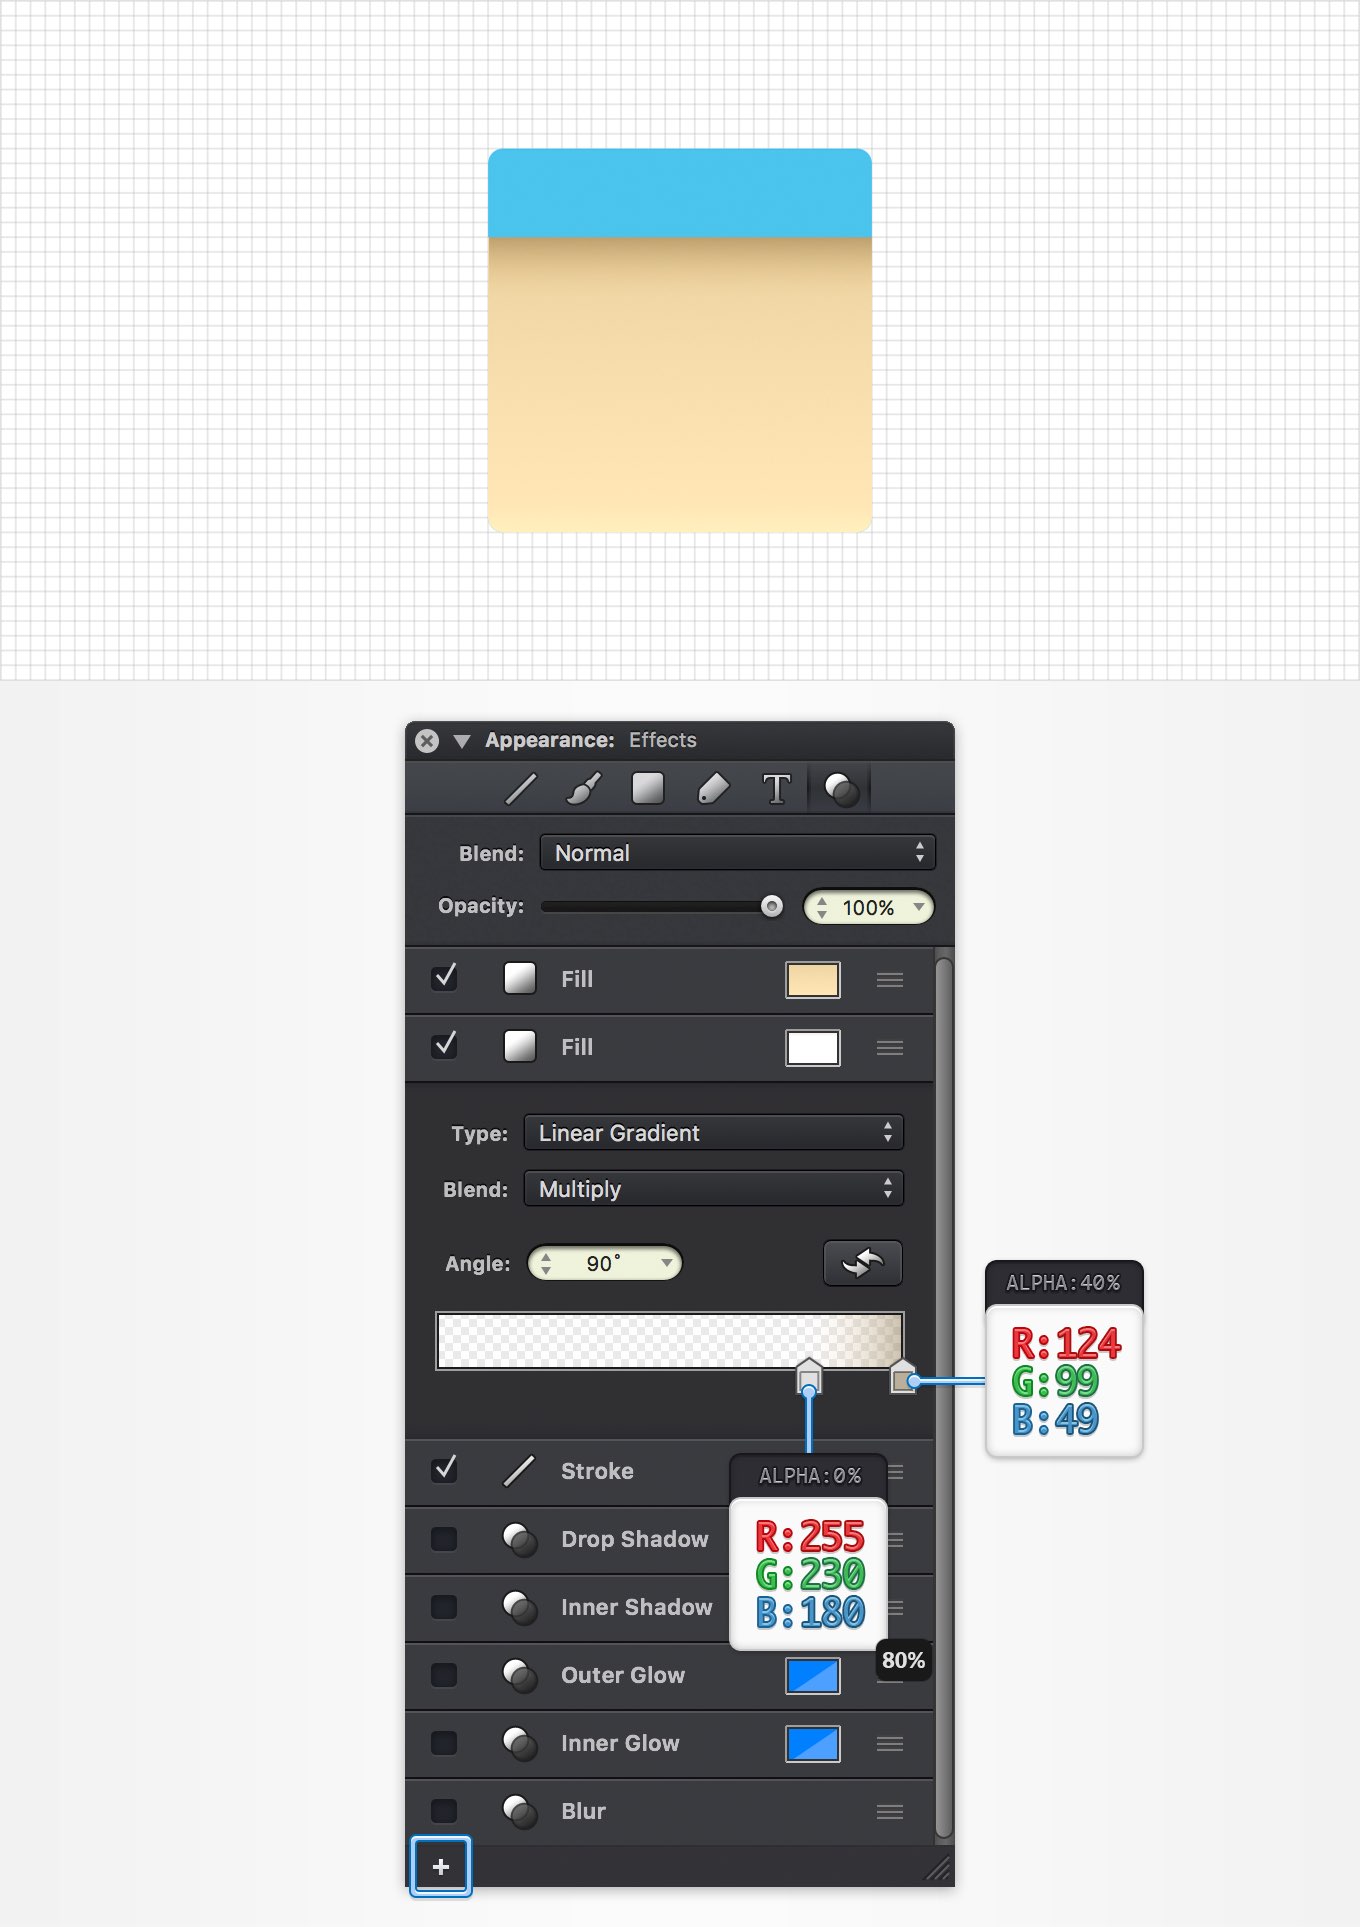 Appearance: Effects
T
Blend: Normal
Opacity: 100%
Fill
Fill
Type: Linear Gradient
Blend: Multiply
Angle: 90°
ALPHA:40%
R:124
G:99
B:49
Stroke
ALPHA:0%
R:255
G:230
B:180
80%
Drop Shadow
Inner Shadow
Outer Glow
Inner Glow
Blur
+